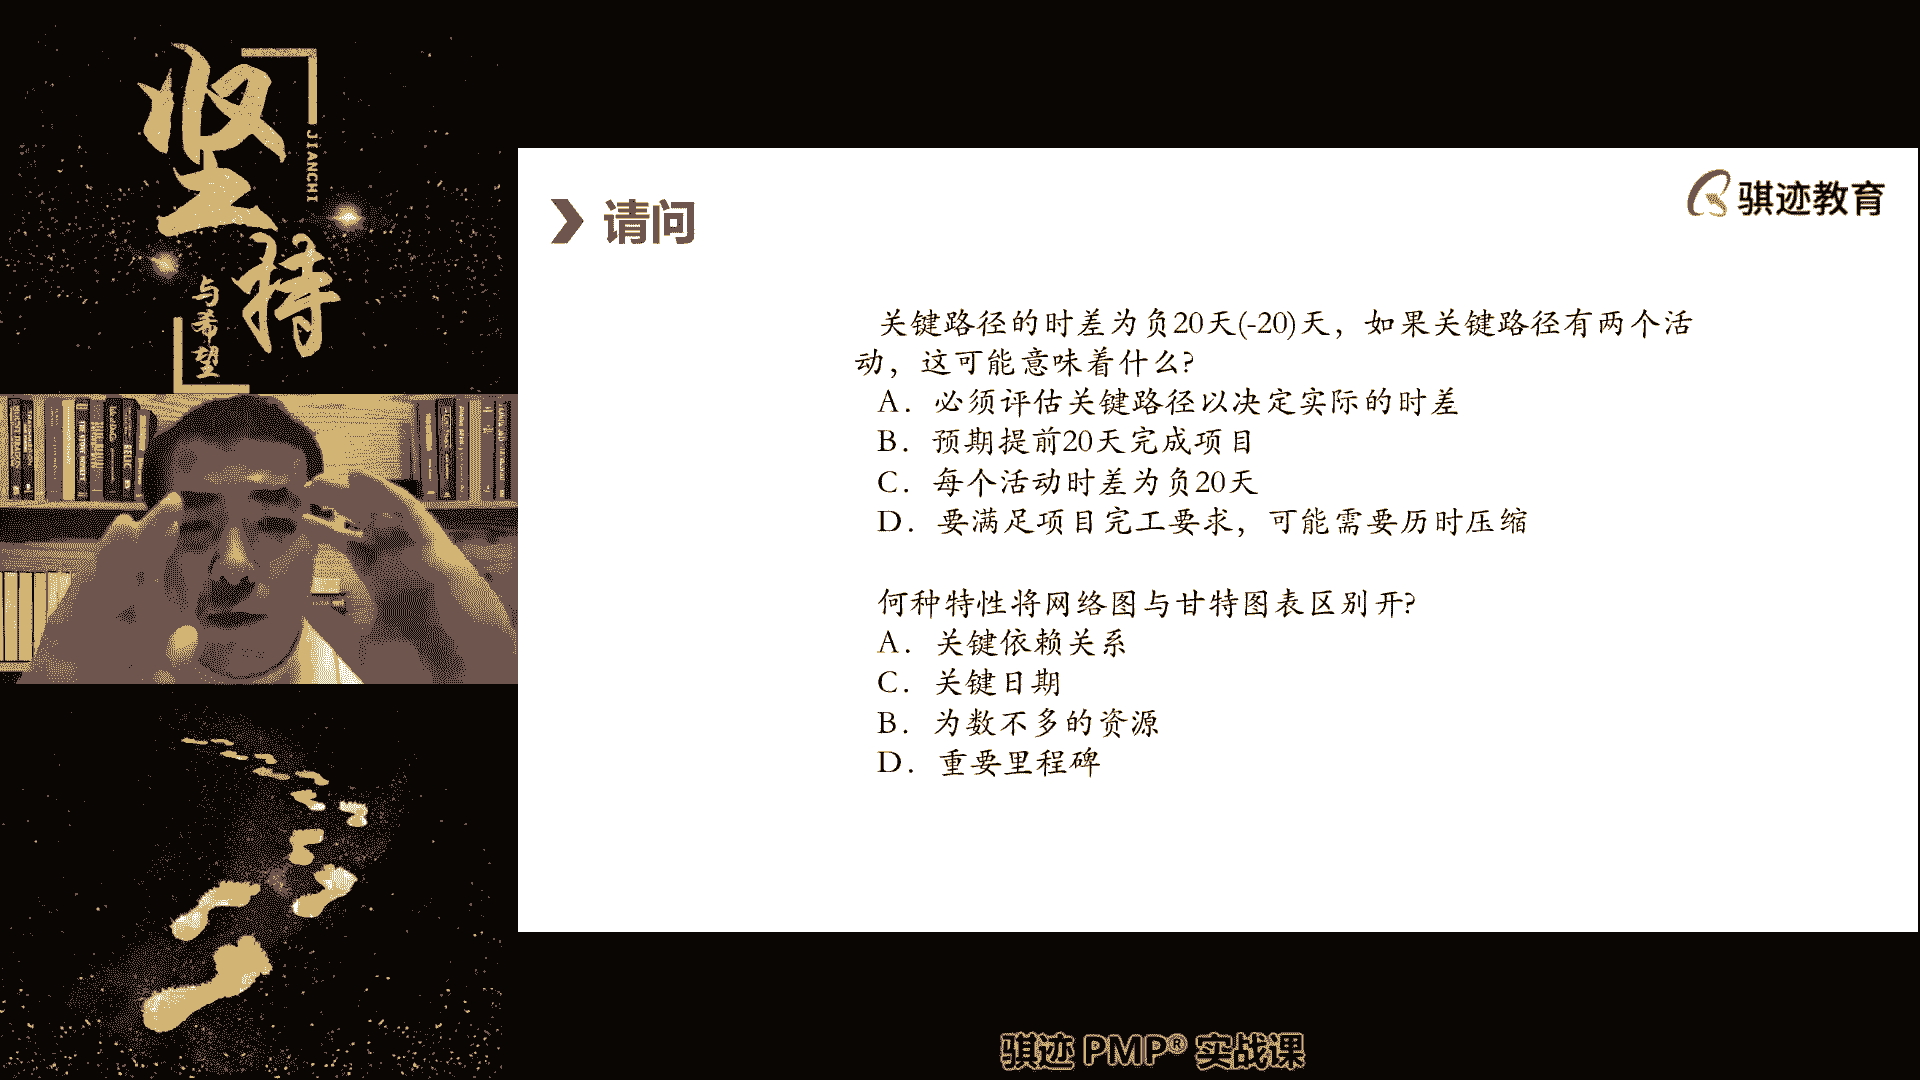 坚持
JIANCHI
与希望
请问
骐迹教育
关键路径的时差为负20天(-20)天，如果关键路径有两个活
动，这可能意味着什么?
A．必须评估关键路径以决定实际的时差
B．预期提前20天完成项目
C．每个活动时差为负20天
D．要满足项目完工要求，可能需要历时压缩
何种特性将网络图与甘特图表区别开?
A．关键依赖关系
C．关键日期
B．为数不多的资源
D．重要里程碑
骐迹 PMP® 实战课